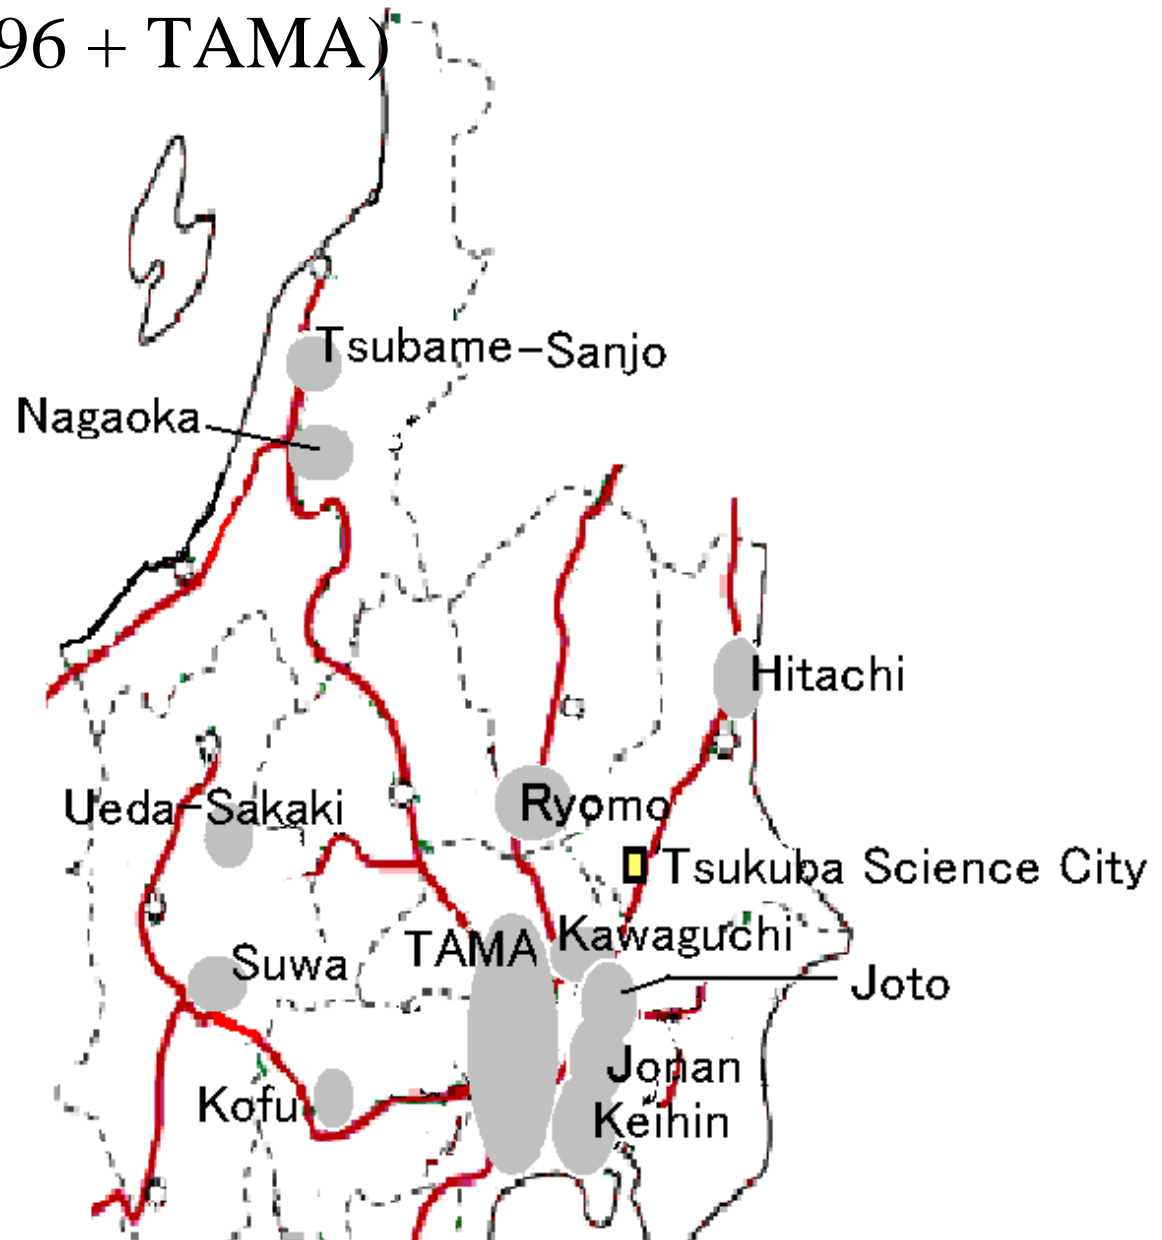 96 + TAMA)
Tsubame-Sanjo
Nagaoka
Hitachi
Ueda-Sakaki
Ryomo
Tsukuba Science City
TAMA
Kawaguchi
Suwa
Joto
Jonan
Kofu
Keihin